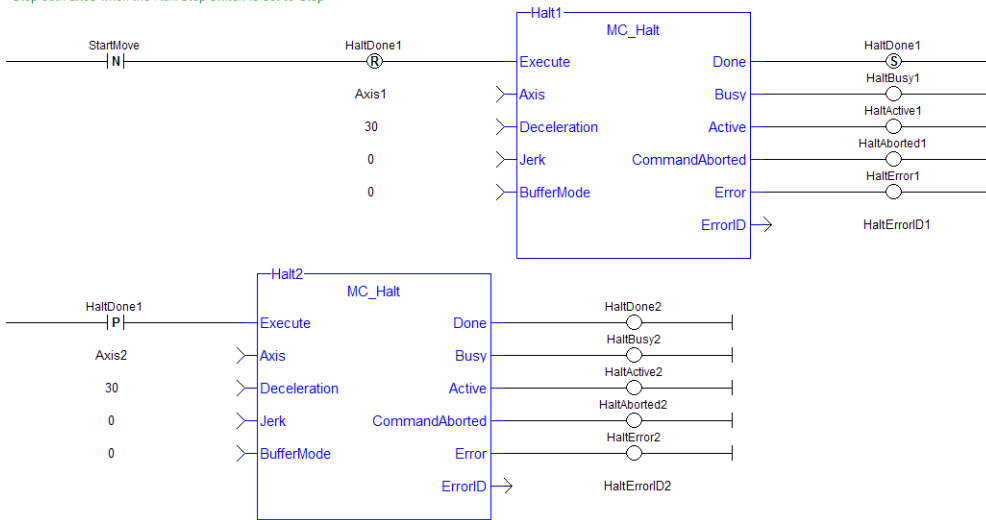 Halt1
MC_Halt
StartMove
HaltDone1
HaltDone1
N
R
Execute
Done
S
HaltBusy1
Axis1
Axis
Busy
HaltActive1
30
Deceleration
Active
HaltAborted1
0
Jerk
CommandAborted
HaltError1
0
BufferMode
Error
ErrorID
HaltErrorID1
Halt2
MC_Halt
HaltDone1
HaltDone2
P
Execute
Done
HaltBusy2
Axis2
Axis
Busy
HaltActive2
30
Deceleration
Active
HaltAborted2
0
Jerk
CommandAborted
HaltError2
0
BufferMode
Error
ErrorID
HaltErrorID2